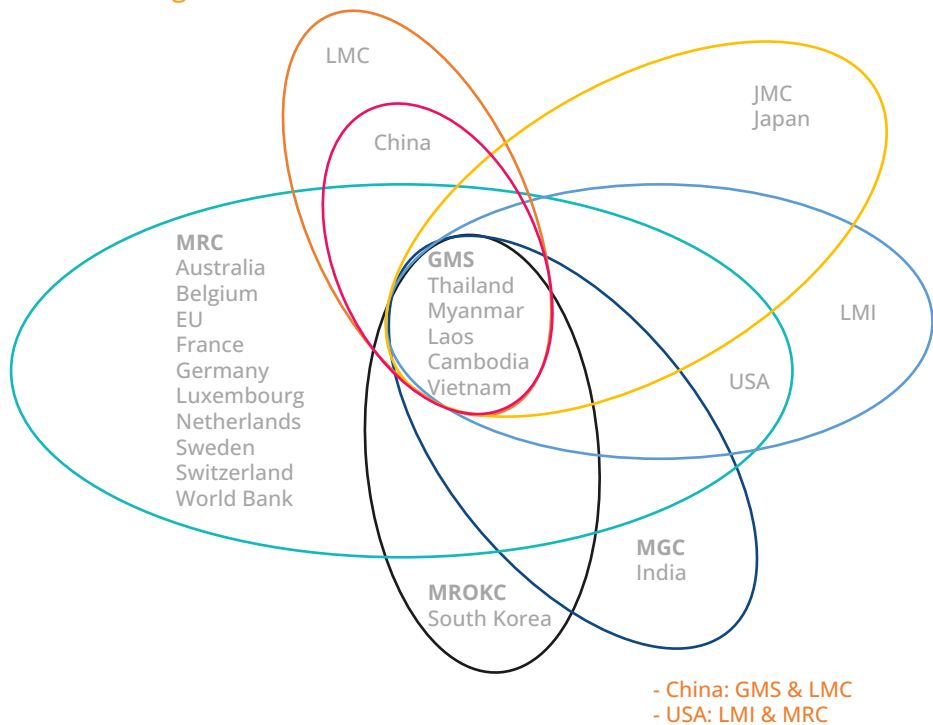 LMC
China
JMC
Japan
MRC
Australia
Belgium
EU
France
Germany
Luxembourg
Netherlands
Sweden
Switzerland
World Bank
GMS
Thailand
Myanmar
Laos
Cambodia
Vietnam
LMI
USA
MGC
India
MROKC
South Korea
- China: GMS & LMC
- USA: LMI & MRC